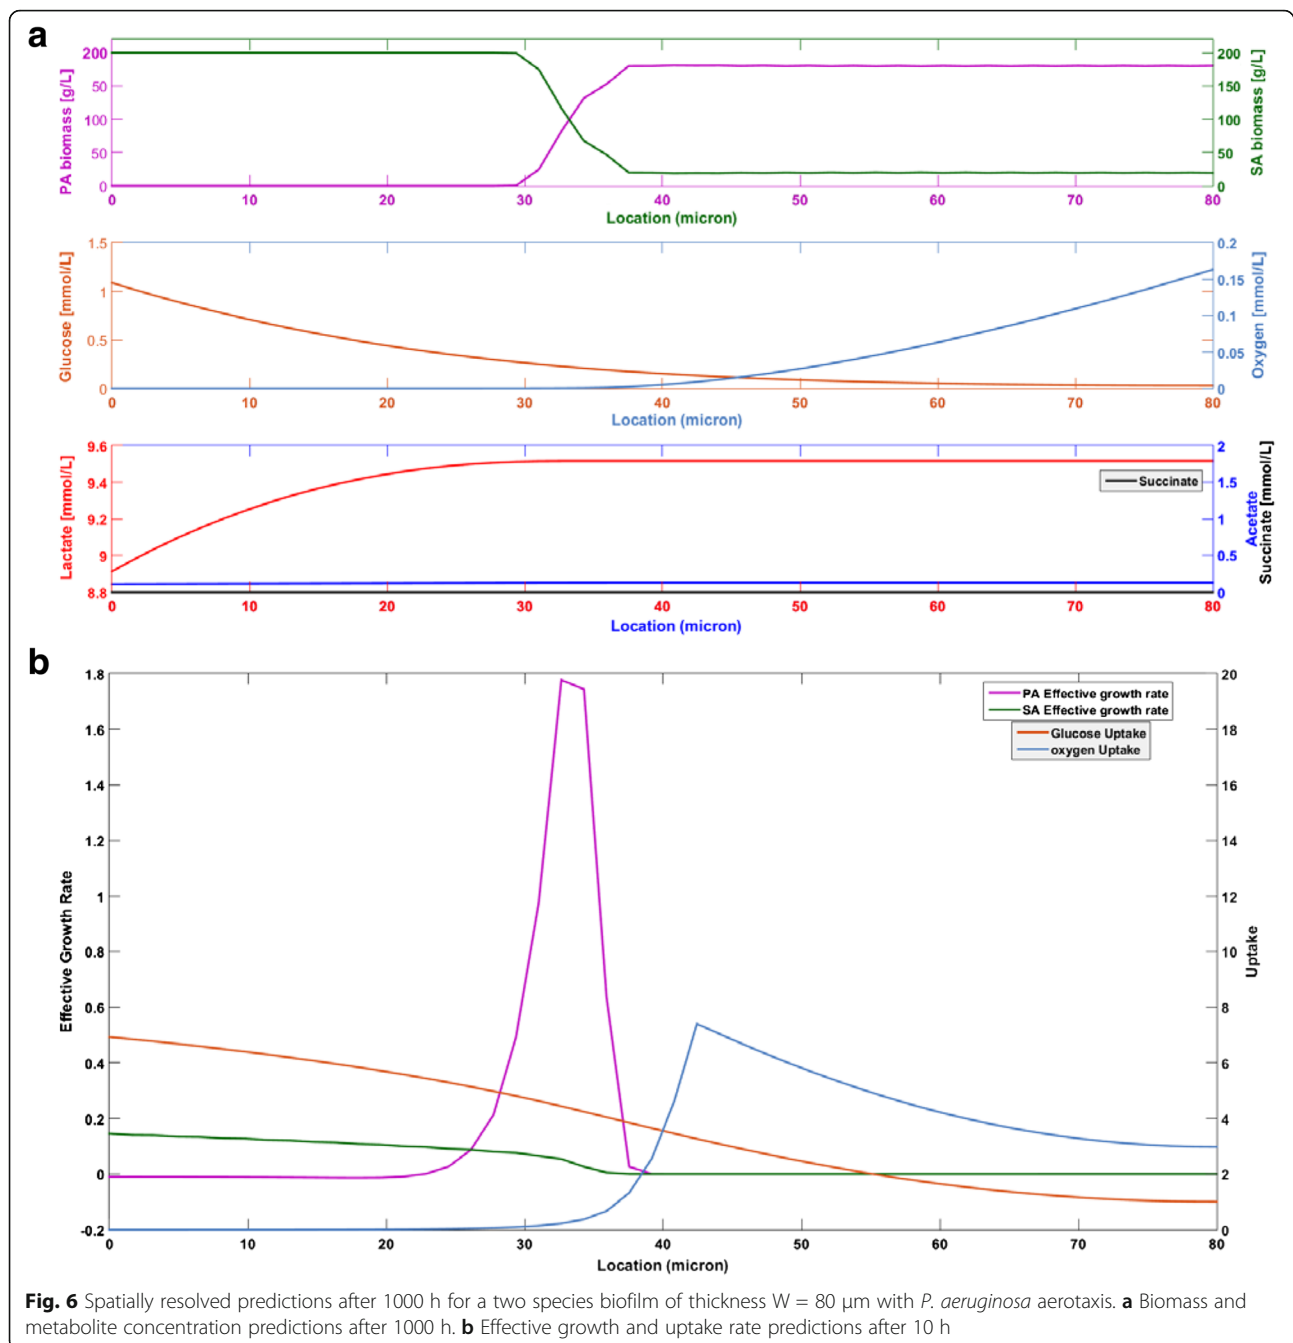 a
PA biomass [g/L]
200
50
100
50
0
200
150
100
50
0
SA biomass [g/L]
0 10 20 30 40 50 60 70 80
Location (micron)
Glucose [mmol/L]
1.5
1
0.5
0
0.2
0.15
0.1
0.05
0
Oxygen [mmol/L]
0 10 20 30 40 50 60 70 80
Location (micron)
Lactate [mmol/L]
9.6
9.4
9.2
9
8.8
Succinate
2
1.5
1
0.5
0
Acetate
Succinate [mmol/L]
0 10 20 30 40 50 60 70 80
Location (micron)
b
Effective Growth Rate
1.8
1.6
1.4
1.2
1
0.8
0.6
0.4
0.2
0
-0.2
PA Effective growth rate
SA Effective growth rate
Glucose Uptake
oxygen Uptake
20
18
16
14
12
10
8
6
4
2
0
Uptake
0 10 20 30 40 50 60 70 80
Location (micron)
Fig. 6 Spatially resolved predictions after 1000 h for a two species biofilm of thickness W = 80 μm with P. aeruginosa aerotaxis. a Biomass and
metabolite concentration predictions after 1000 h. b Effective growth and uptake rate predictions after 10 h